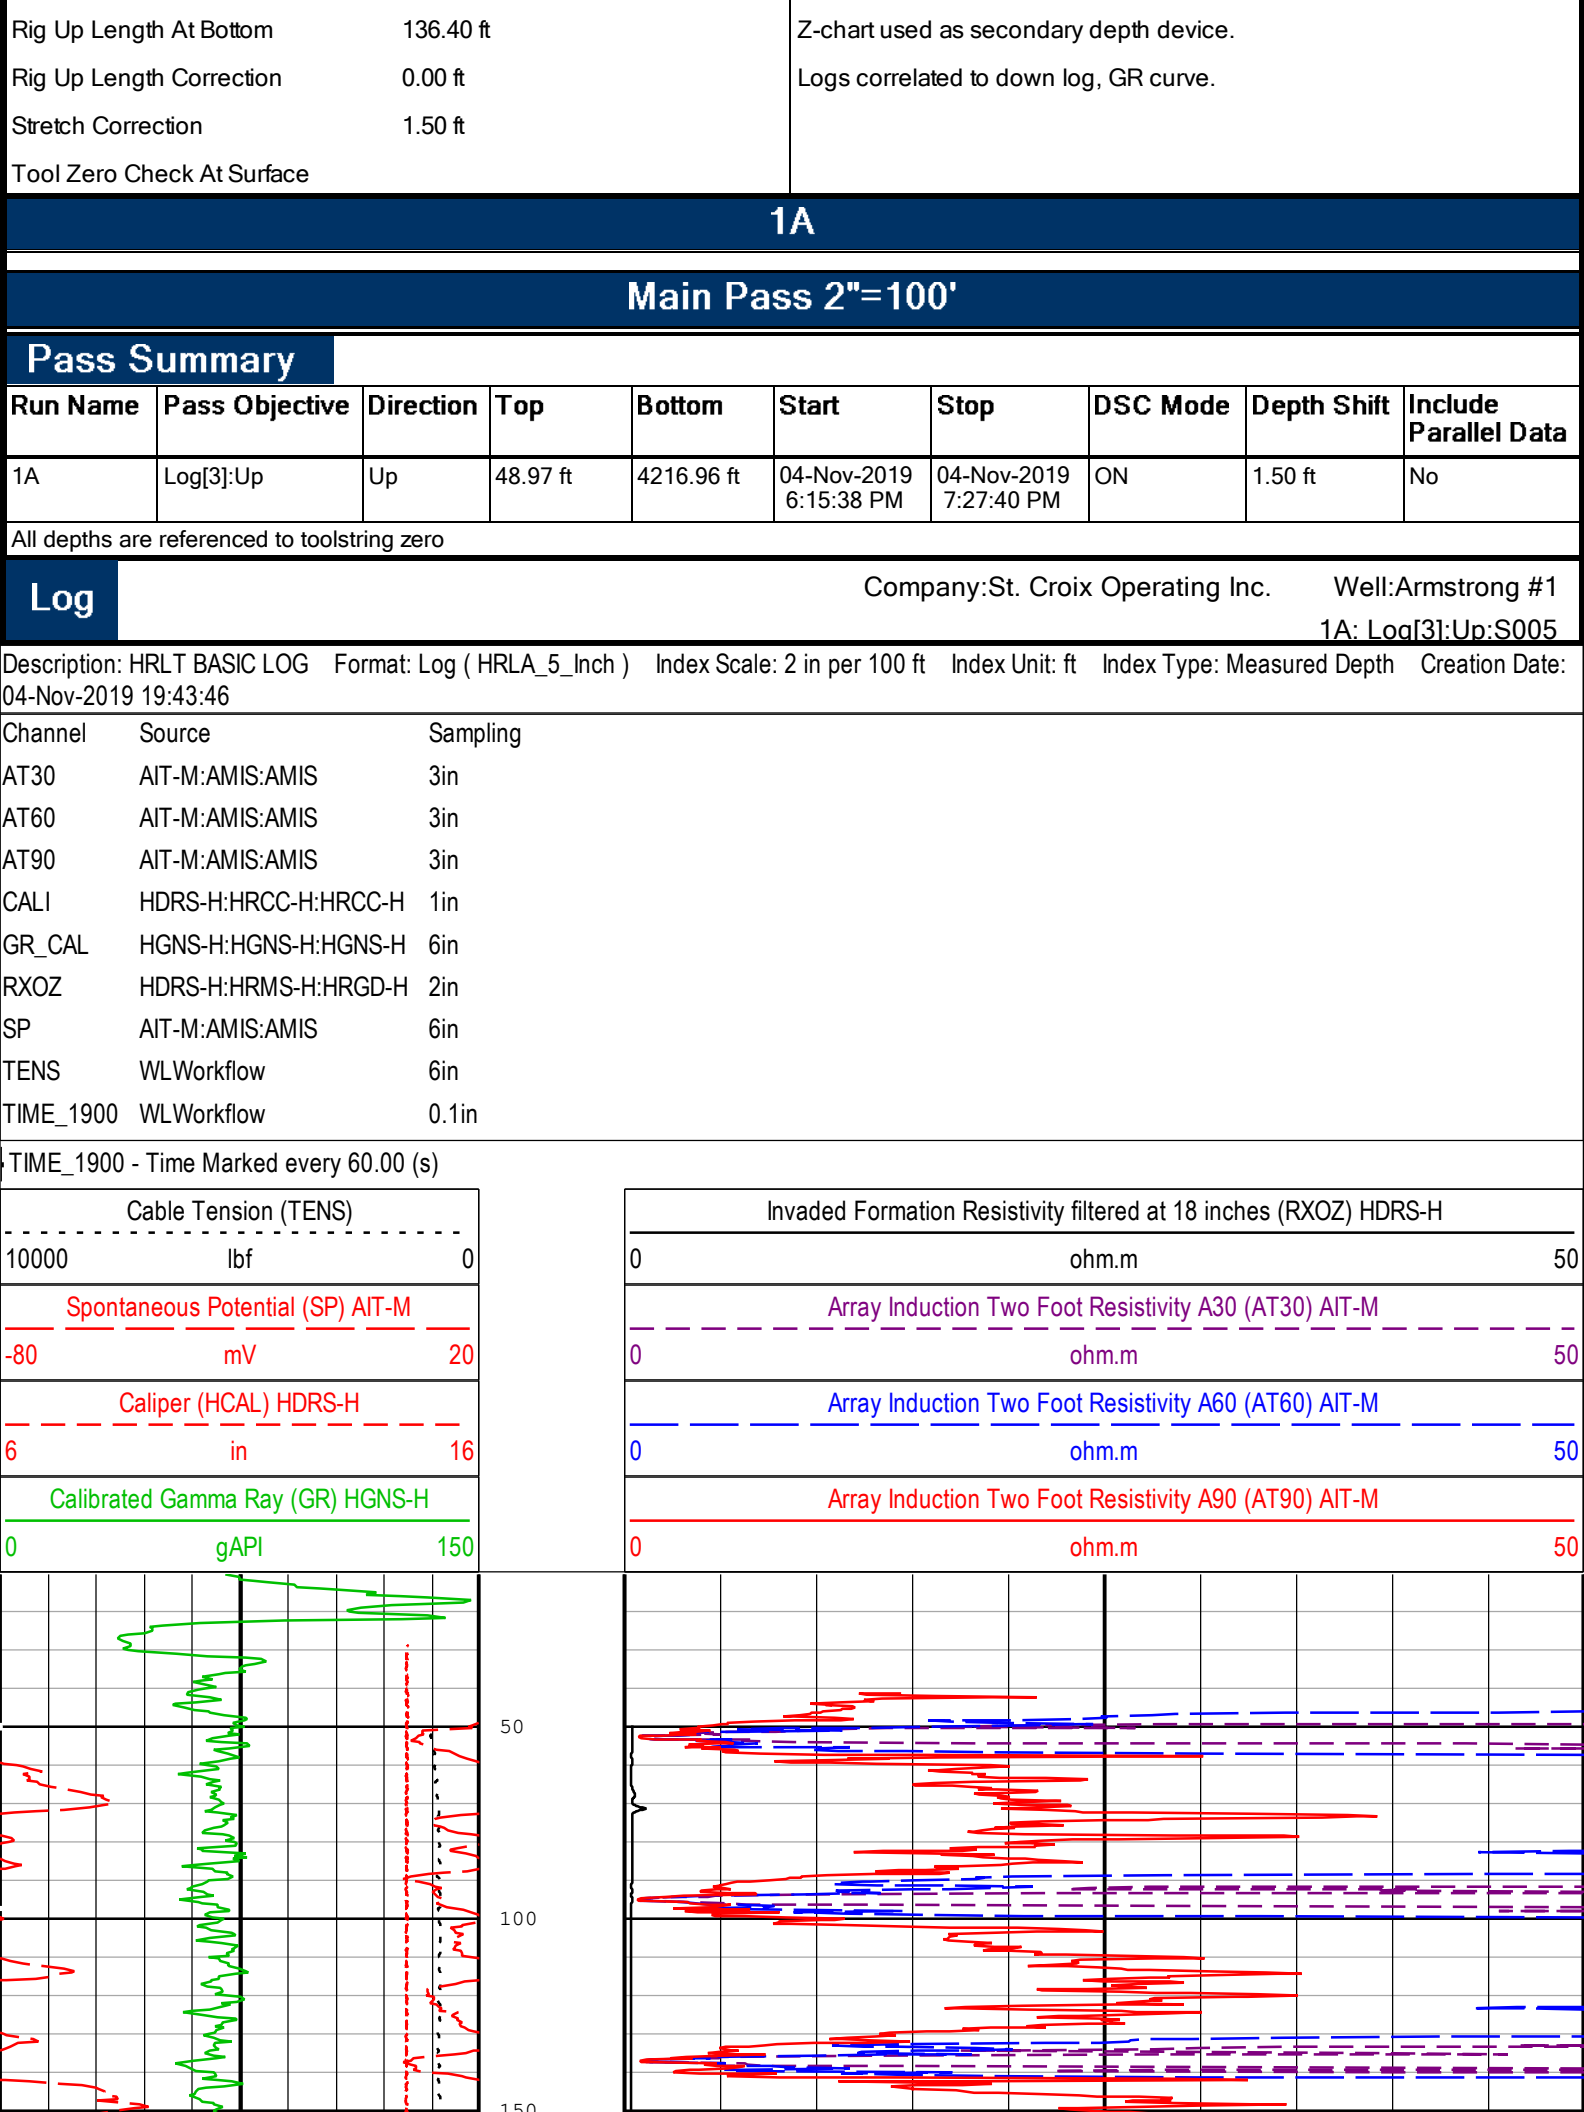 Rig Up Length At Bottom 136.40 ft
Z-chart used as secondary depth device.
Rig Up Length Correction 0.00 ft
Logs correlated to down log, GR curve.
Stretch Correction 1.50 ft
Tool Zero Check At Surface
1A
Main Pass 2"=100'
Pass Summary
Run Name Pass Objective Direction Top Bottom Start Stop DSC Mode Depth Shift Include Parallel Data
1A Log[3]:Up Up 48.97 ft 4216.96 ft 04-Nov-2019 6:15:38 PM 04-Nov-2019 7:27:40 PM ON 1.50 ft No
All depths are referenced to toolstring zero
Log
Company:St. Croix Operating Inc. Well:Armstrong #1
1A: Log[3]:Up:S005
Description: HRLT BASIC LOG Format: Log ( HRLA_5_Inch ) Index Scale: 2 in per 100 ft Index Unit: ft Index Type: Measured Depth Creation Date:
04-Nov-2019 19:43:46
Channel Source Sampling
AT30 AIT-M:AMIS:AMIS 3in
AT60 AIT-M:AMIS:AMIS 3in
AT90 AIT-M:AMIS:AMIS 3in
CALI HDRS-H:HRCC-H:HRCC-H 1in
GR_CAL HGNS-H:HGNS-H:HGNS-H 6in
RXOZ HDRS-H:HRMS-H:HRGD-H 2in
SP AIT-M:AMIS:AMIS 6in
TENS WLWorkflow 6in
TIME_1900 WLWorkflow 0.1in
TIME_1900 - Time Marked every 60.00 (s)
Cable Tension (TENS)
10000 lbf 0
Spontaneous Potential (SP) AIT-M
-80 mV 20
Caliper (HCAL) HDRS-H
6 in 16
Calibrated Gamma Ray (GR) HGNS-H
0 gAPI 150
Invaded Formation Resistivity filtered at 18 inches (RXOZ) HDRS-H
0 ohm.m 50
Array Induction Two Foot Resistivity A30 (AT30) AIT-M
0 ohm.m 50
Array Induction Two Foot Resistivity A60 (AT60) AIT-M
0 ohm.m 50
Array Induction Two Foot Resistivity A90 (AT90) AIT-M
0 ohm.m 50
50
100
150